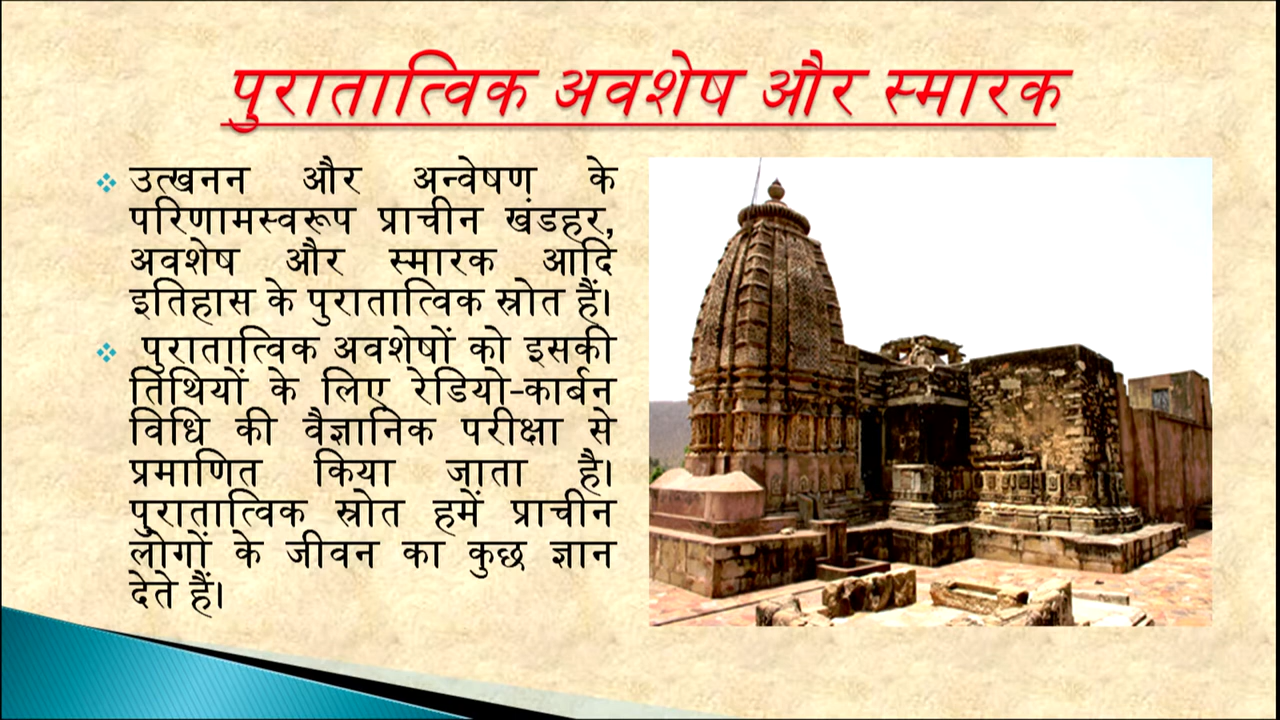 पुरातात्विक अवशेष और स्मारक
उत्खनन और अन्वेषण के
परिणामस्वरूप प्राचीन खंडहर,
अवशेष और स्मारक आदि
इतिहास के पुरातात्विक स्रोत हैं।
पुरातात्विक अवशेषों को इसकी
तिथियों के लिए रेडियो-कार्बन
विधि की वैज्ञानिक परीक्षा से
प्रमाणित किया जाता है।
पुरातात्विक स्रोत हमें प्राचीन
लोगों के जीवन का कुछ ज्ञान
देते हैं।